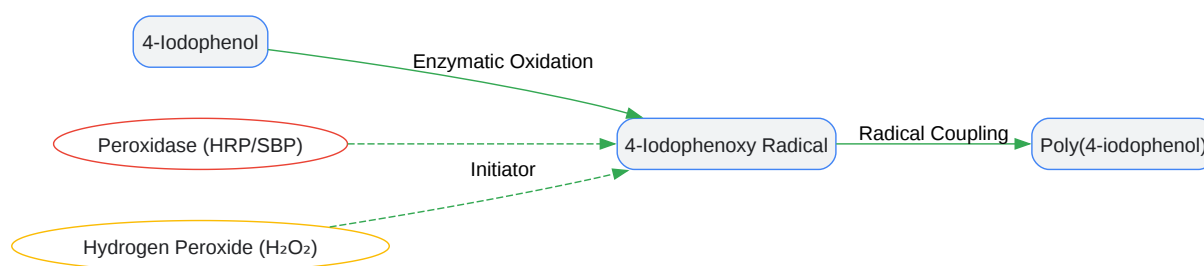 4-Iodophenol
Enzymatic Oxidation
Peroxidase (HRP/SBP)
4-Iodophenoxy Radical
Radical Coupling
Poly(4-iodophenol)
Initiator
Hydrogen Peroxide (H₂O₂)